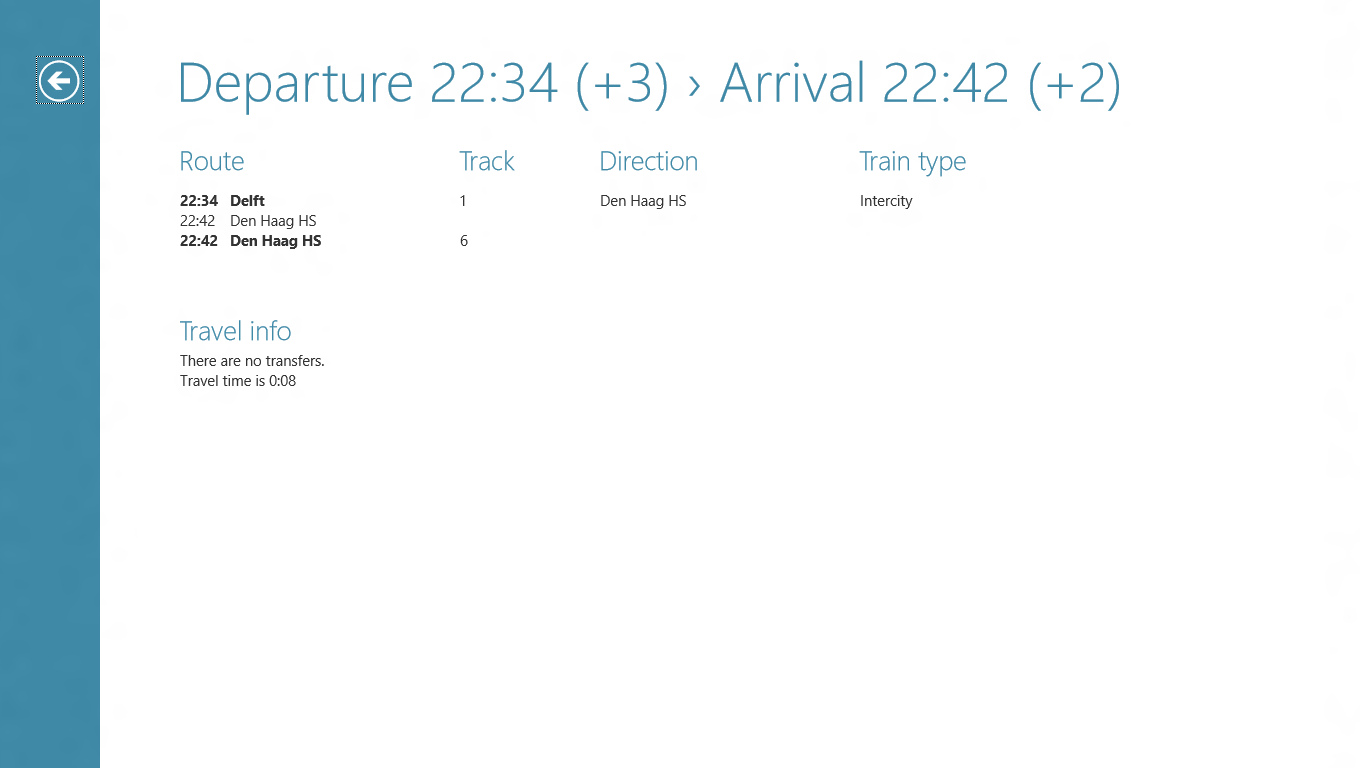 Departure 22:34 (+3) › Arrival 22:42 (+2)
Route Track Direction Train type
22:34 Delft 1 Den Haag HS Intercity
22:42 Den Haag HS
22:42 Den Haag HS 6
Travel info
There are no transfers.
Travel time is 0:08